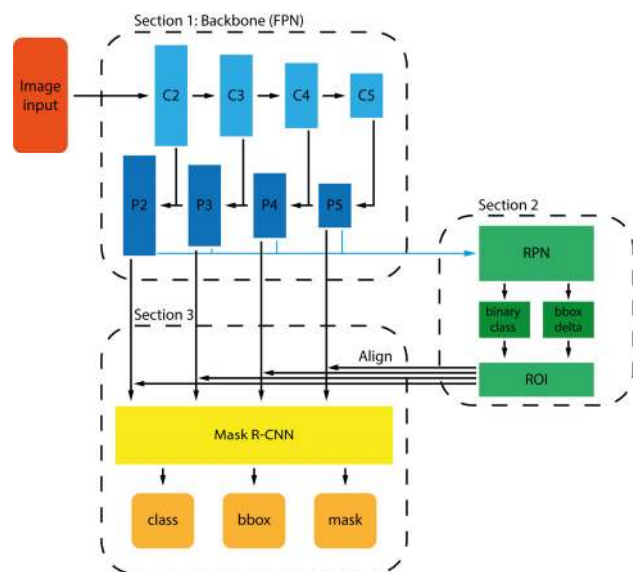 Section 1: Backbone (FPN)
Image
input
C2
C3
C4
C5
P2
P3
P4
P5
Section 2
RPN
binary
class
bbox
delta
ROI
Section 3
Align
Mask R-CNN
class
bbox
mask